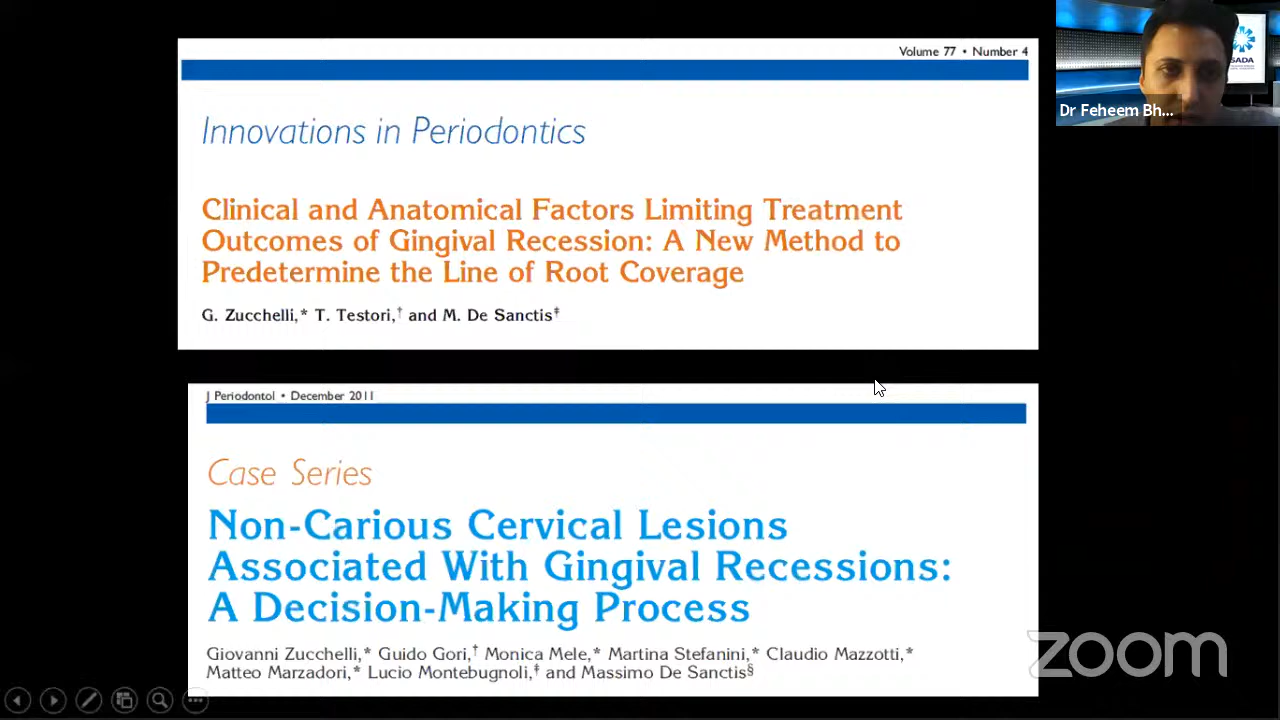 Volume 77 • Number 4
Innovations in Periodontics
Clinical and Anatomical Factors Limiting Treatment
Outcomes of Gingival Recession: A New Method to
Predetermine the Line of Root Coverage
G. Zucchelli,* T. Testori,† and M. De Sanctis‡
J Periodontol • December 2011
Case Series
Non-Carious Cervical Lesions
Associated With Gingival Recessions:
A Decision-Making Process
Giovanni Zucchelli,* Guido Gori,† Monica Mele,* Martina Stefanini,* Claudio Mazzotti,*
Matteo Marzadori,* Lucio Montebugnoli,‡ and Massimo De Sanctis§
SADA
Dr Feheem Bh...
zoom